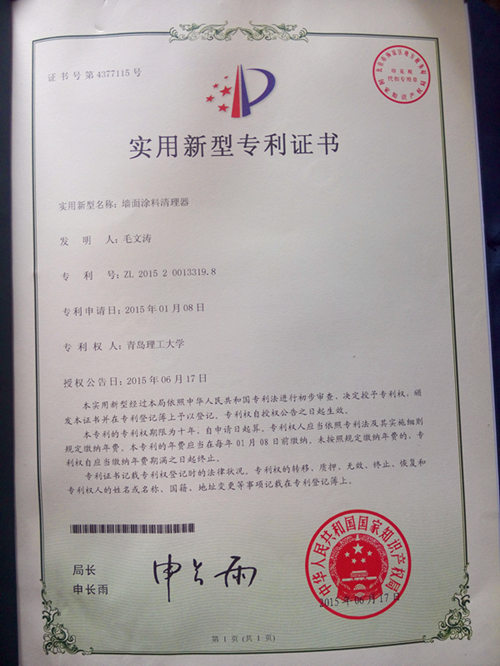 证书号第4377115号
实用新型专利证书
实用新型名称：墙面涂料清理器
发明人：毛文涛
专利号：ZL 2015 2 0013319.8
专利申请日：2015年01月08日
专利权人：青岛理工大学
授权公告日：2015年06月17日
本实用新型经过本局依照中华人民共和国专利法进行初步审查，决定授予专利权，颁
发本证书并在专利登记簿上予以登记。专利权自授权公告之日起生效。
本专利的专利权期限为十年，自申请日起算。专利权人应当依照专利法及其实施细则
规定缴纳年费。本专利的年费应当在每年01月08日前缴纳。未按照规定缴纳年费的，专
利权自应当缴纳年费期满之日起终止。
专利证书记载专利权登记时的法律状况。专利权的转移、质押、无效、终止、恢复和
专利权人的姓名或名称、国籍、地址变更等事项记载在专利登记簿上。
局长
申长雨
申长雨
中华人民共和国国家知识产权局
2015年06月17日
第1页(共1页)